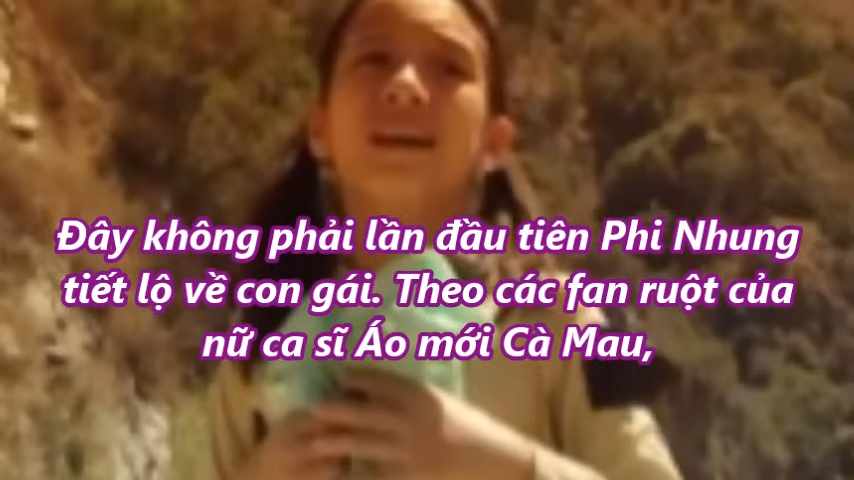 Đây không phải lần đầu tiên Phi Nhung
tiết lộ về con gái. Theo các fan ruột của
nữ ca sĩ Áo mới Cà Mau,